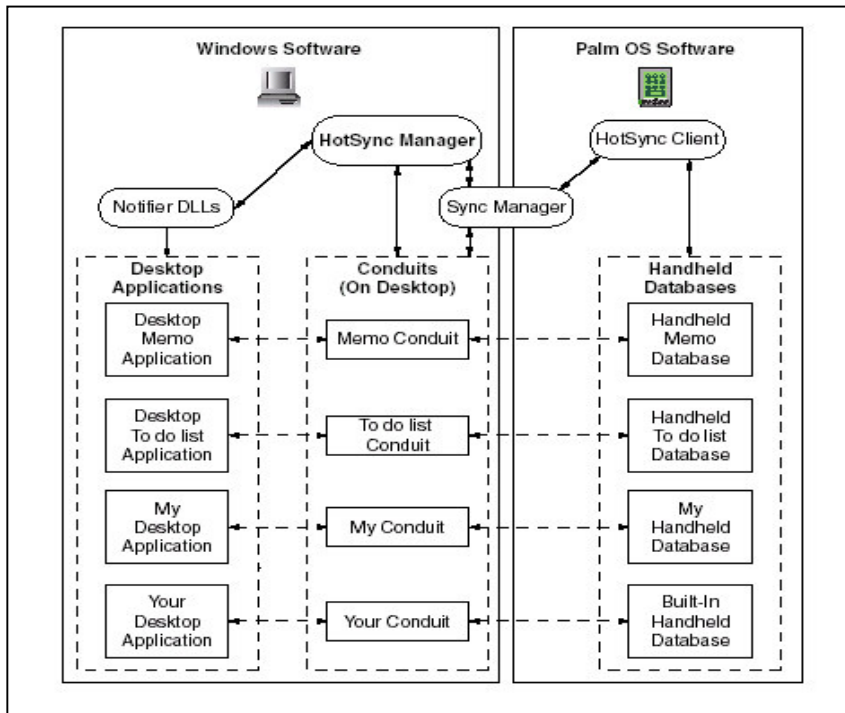 Windows Software
Palm OS Software
HotSync Manager
HotSync Client
Notifier DLLs
Sync Manager
Desktop
Applications
Conduits
(On Desktop)
Handheld
Databases
Desktop
Memo
Application
Memo Conduit
Handheld
Memo
Database
Desktop
To do list
Application
To do list
Conduit
Handheld
To do list
Database
My
Desktop
Application
My Conduit
My
Handheld
Database
Your
Desktop
Application
Your Conduit
Built-In
Handheld
Database